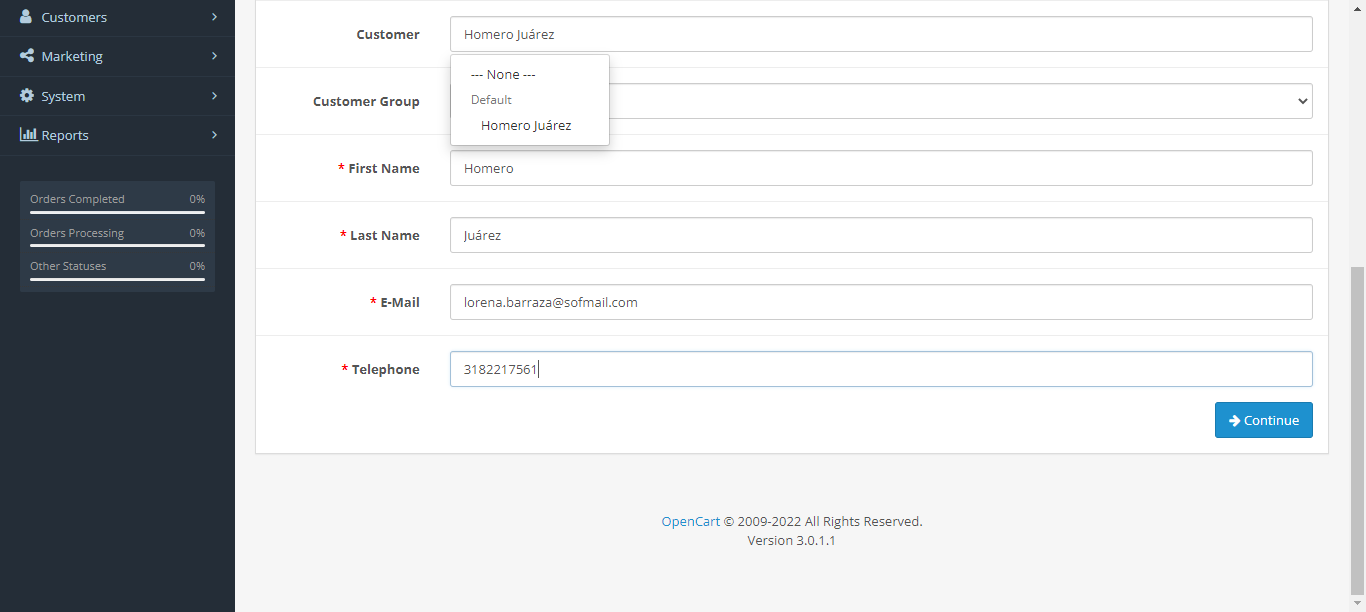 Customers
Marketing
System
Reports
Orders Completed 0%
Orders Processing 0%
Other Statuses 0%
Customer Homero Juárez
--- None ---
Default
Homero Juárez
Customer Group
* First Name Homero
* Last Name Juárez
* E-Mail lorena.barraza@sofmail.com
* Telephone 3182217561
Continue
OpenCart © 2009-2022 All Rights Reserved.
Version 3.0.1.1